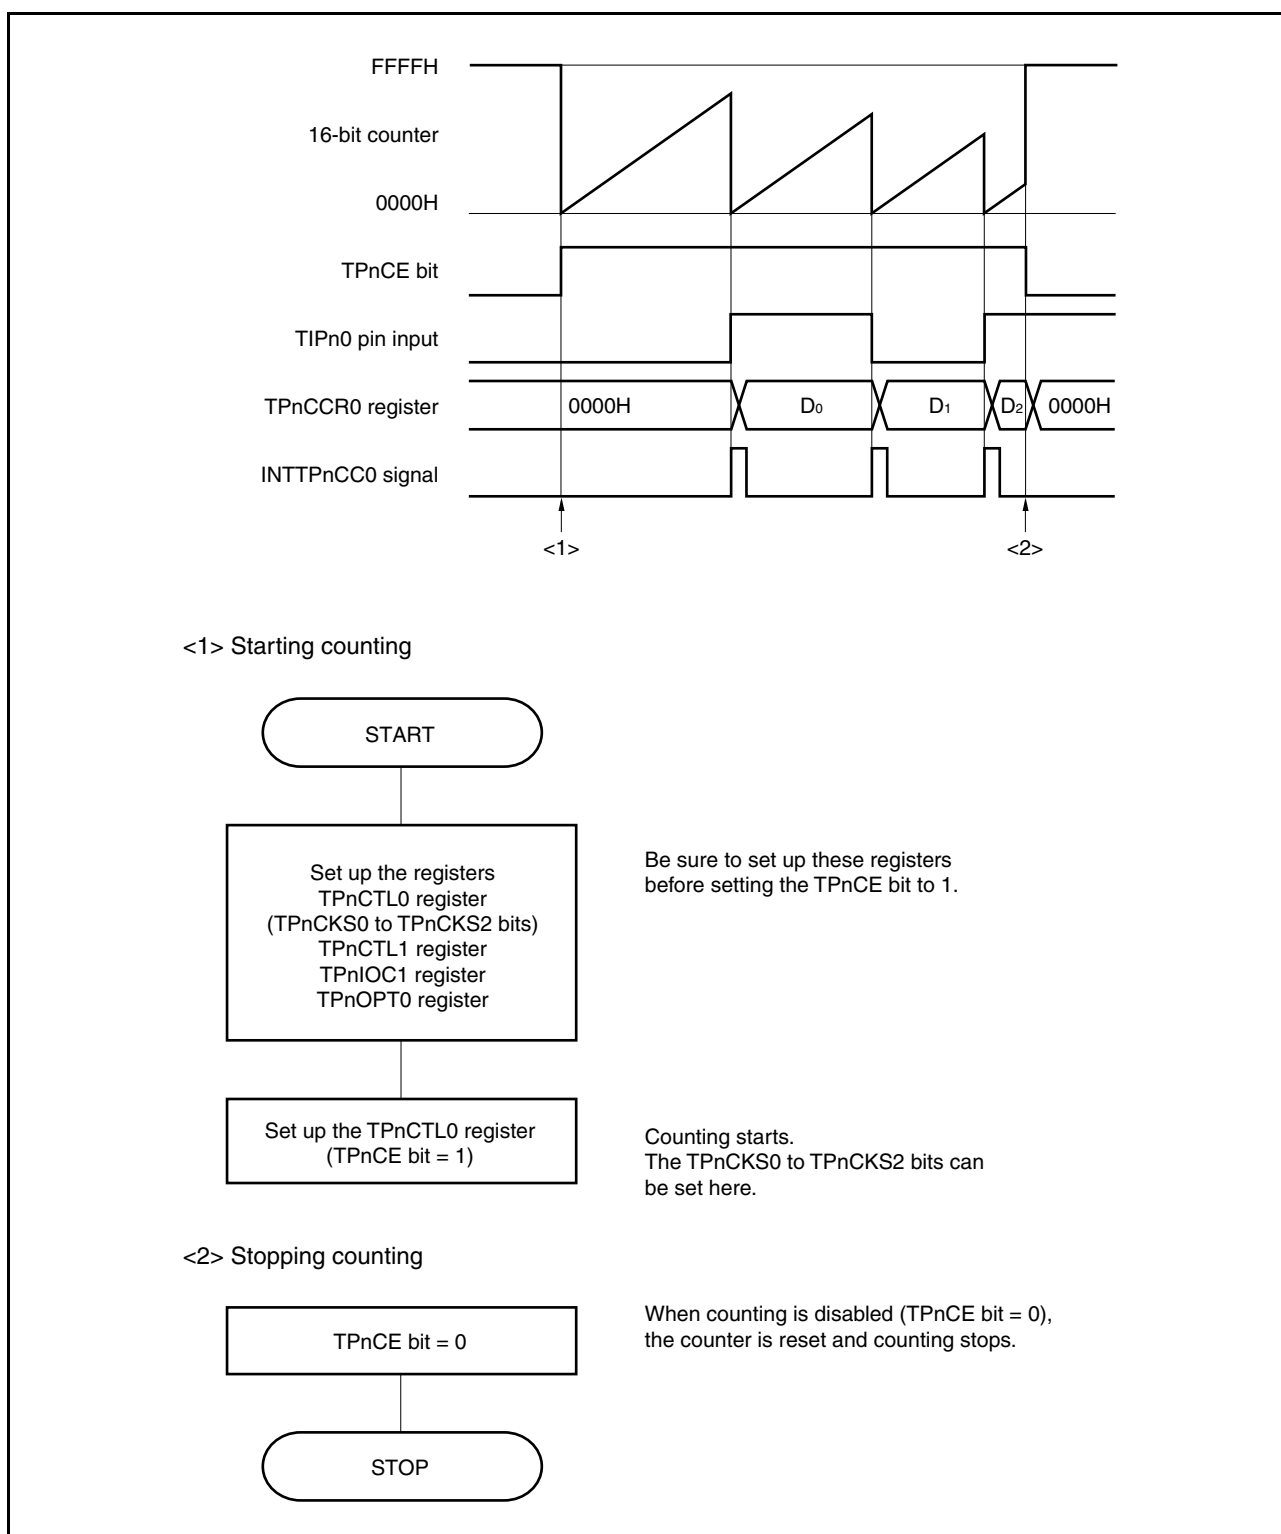 FFFFH
16-bit counter
0000H
TPnCE bit
TIPn0 pin input
TPnCCR0 register
0000H D0 D1 D2 0000H
INTTPnCC0 signal
<1> <2>
<1> Starting counting
START
Set up the registers
TPnCTL0 register
(TPnCKS0 to TPnCKS2 bits)
TPnCTL1 register
TPnIOC1 register
TPnOPT0 register
Be sure to set up these registers
before setting the TPnCE bit to 1.
Set up the TPnCTL0 register
(TPnCE bit = 1)
Counting starts.
The TPnCKS0 to TPnCKS2 bits can
be set here.
<2> Stopping counting
TPnCE bit = 0
When counting is disabled (TPnCE bit = 0),
the counter is reset and counting stops.
STOP